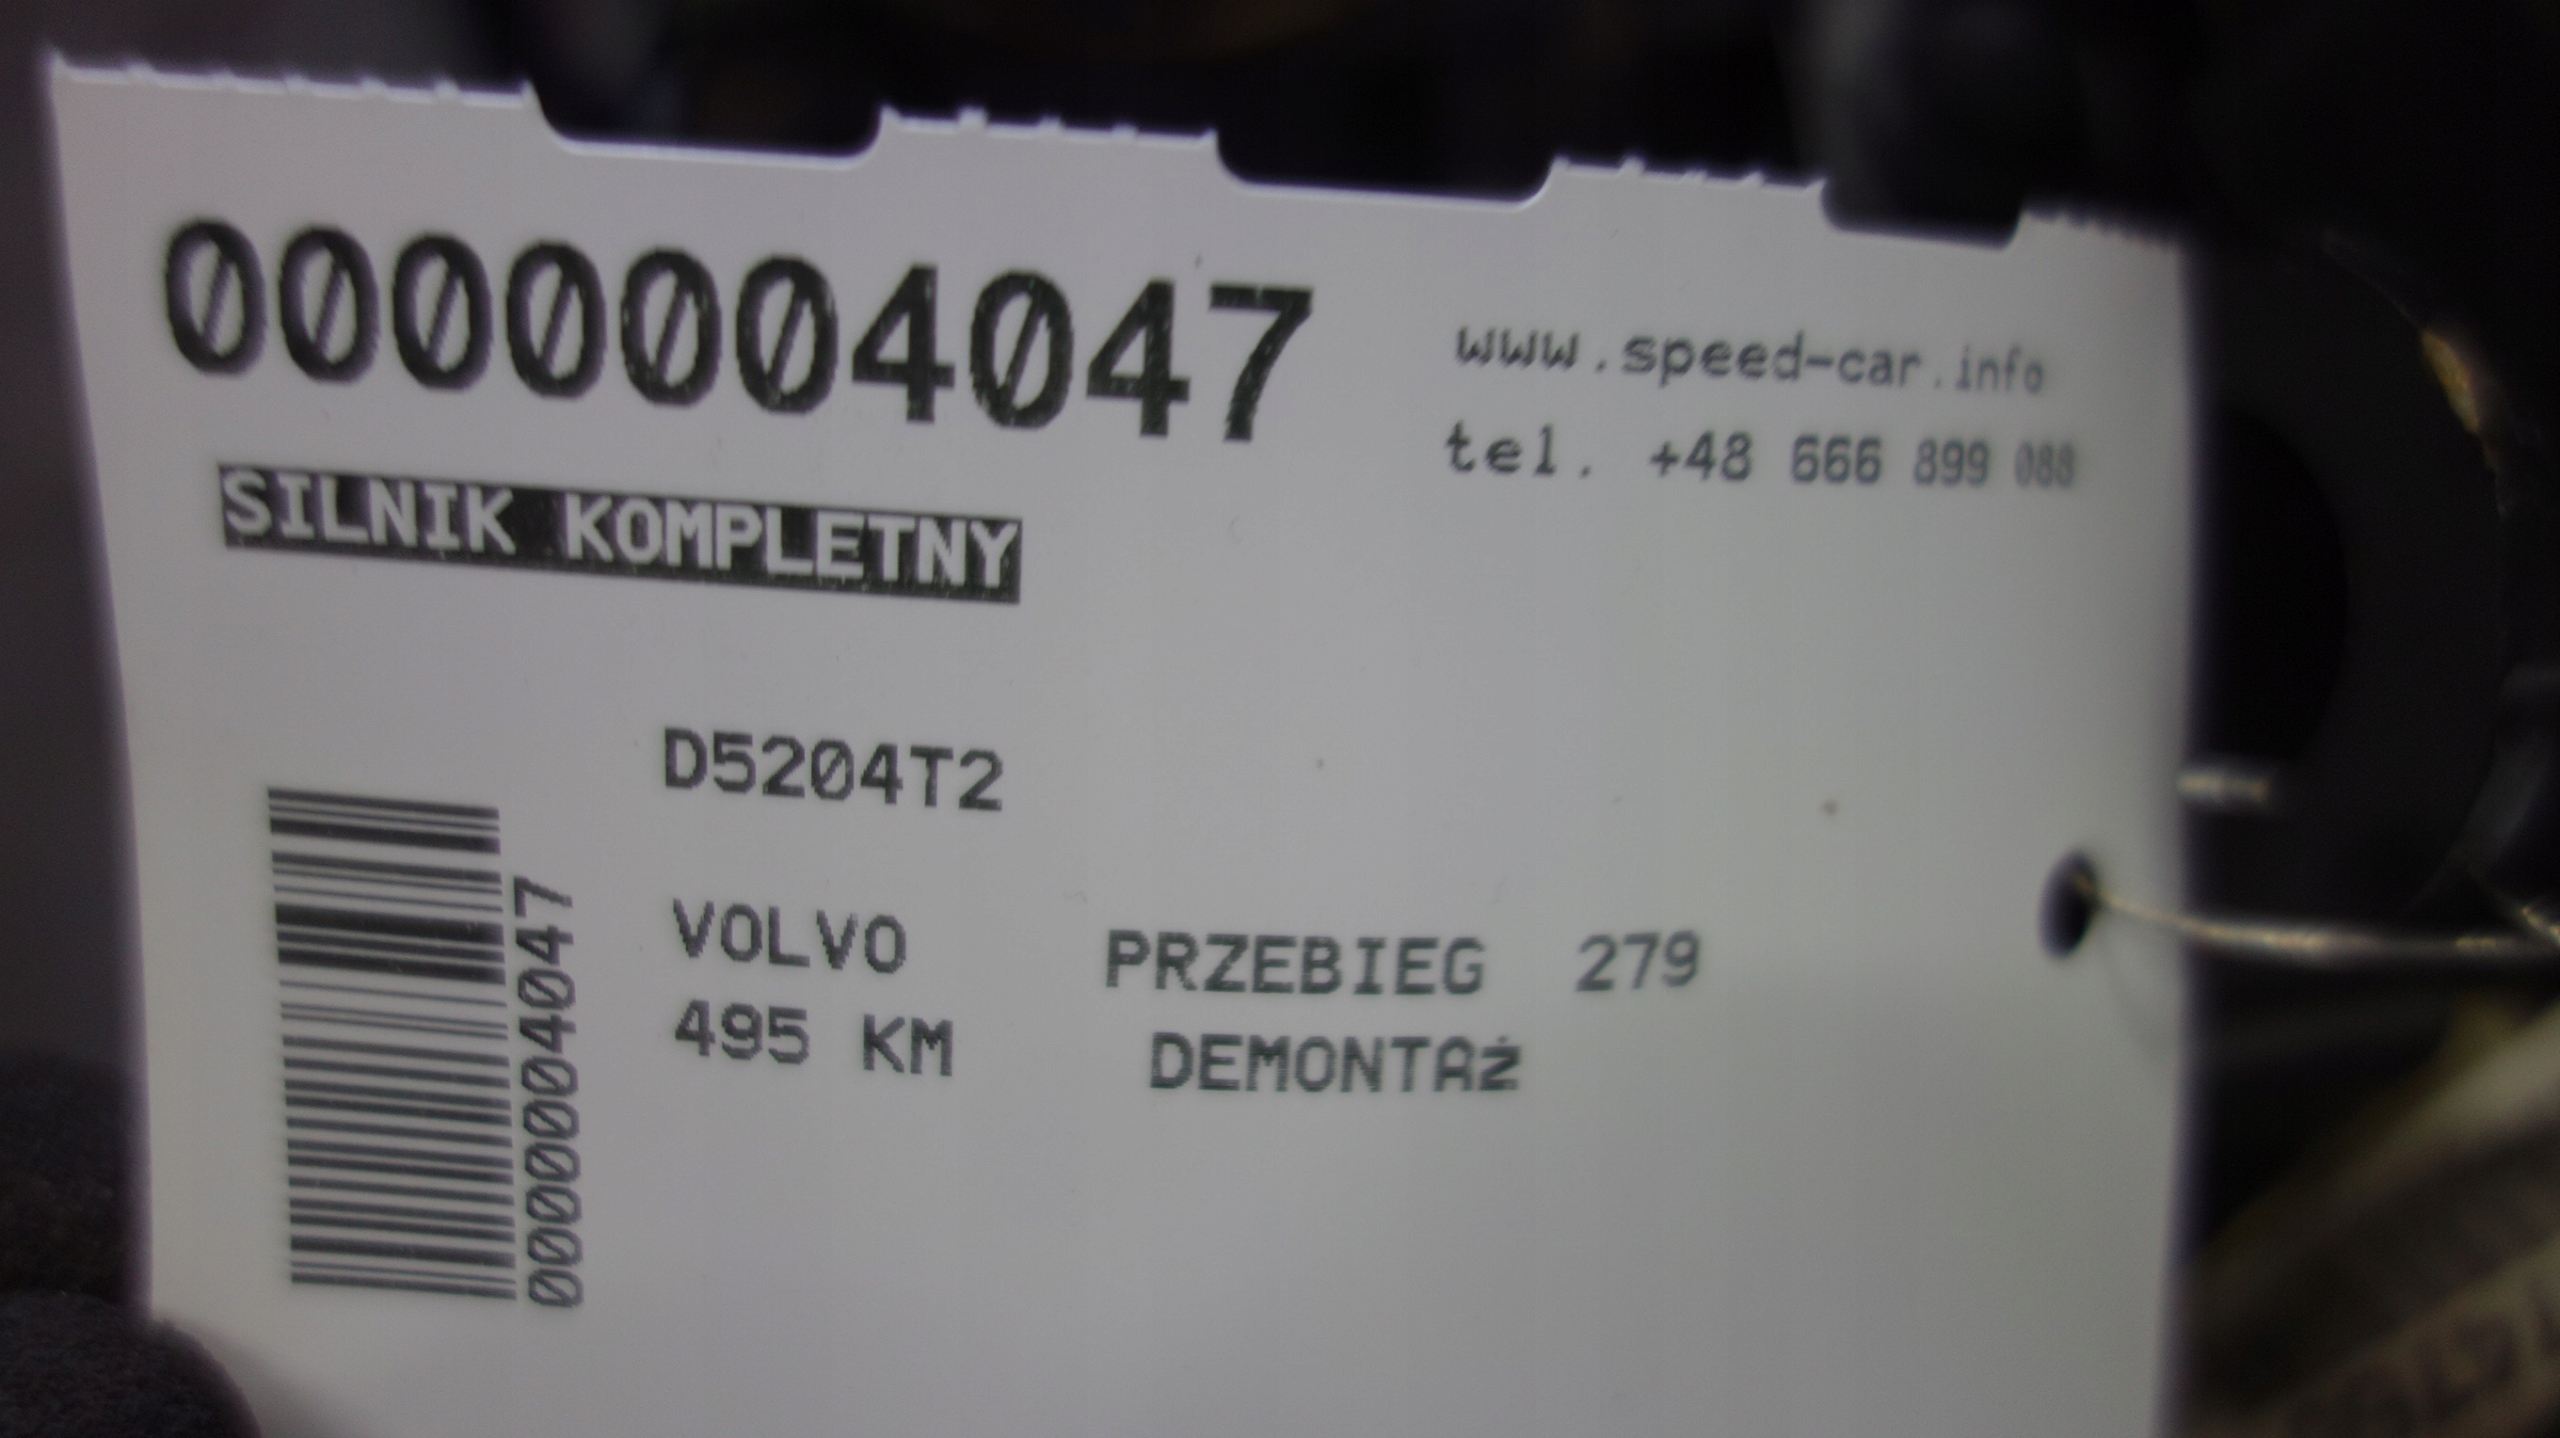 0000004047
www.speed-car.info
tel. +48 666 899 088
SILNIK KOMPLETNY
D5204T2
VOLVO PRZEBIEG 279
495 KM DEMONTAż
0000004047